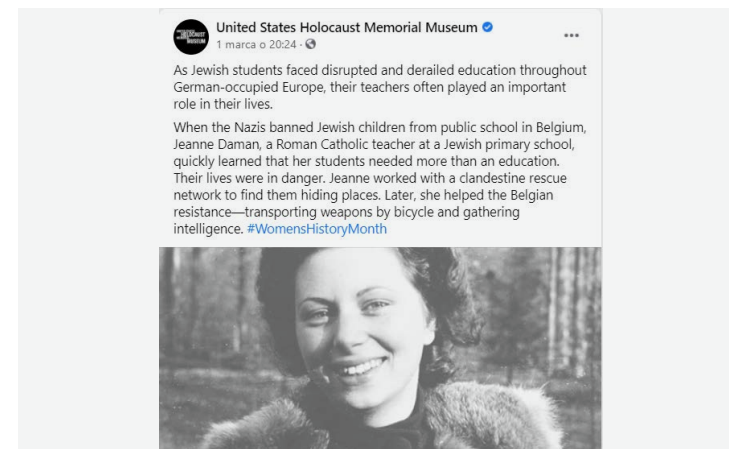 United States Holocaust Memorial Museum
1 marca o 20:24 ·
As Jewish students faced disrupted and derailed education throughout
German-occupied Europe, their teachers often played an important
role in their lives.
When the Nazis banned Jewish children from public school in Belgium,
Jeanne Daman, a Roman Catholic teacher at a Jewish primary school,
quickly learned that her students needed more than an education.
Their lives were in danger. Jeanne worked with a clandestine rescue
network to find them hiding places. Later, she helped the Belgian
resistance—transporting weapons by bicycle and gathering
intelligence. #WomensHistoryMonth